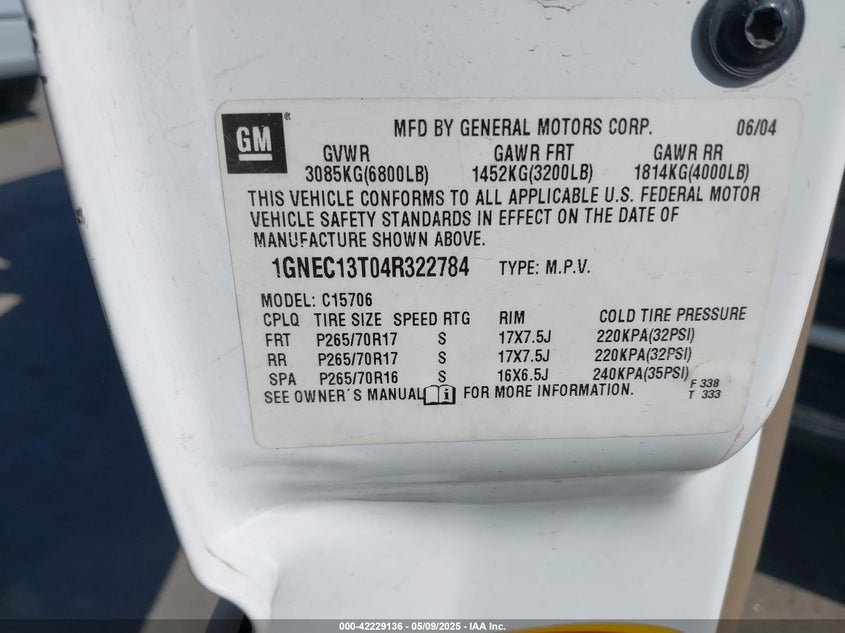 GM ®
MFD BY GENERAL MOTORS CORP. 06/04
GVWR GAWR FRT GAWR RR
3085KG(6800LB) 1452KG(3200LB) 1814KG(4000LB)
THIS VEHICLE CONFORMS TO ALL APPLICABLE U.S. FEDERAL MOTOR
VEHICLE SAFETY STANDARDS IN EFFECT ON THE DATE OF
MANUFACTURE SHOWN ABOVE.
1GNEC13T04R322784 TYPE: M.P.V.
MODEL: C15706
CPLQ TIRE SIZE SPEED RTG RIM COLD TIRE PRESSURE
FRT P265/70R17 S 17X7.5J 220KPA(32PSI)
RR P265/70R17 S 17X7.5J 220KPA(32PSI)
SPA P265/70R16 S 16X6.5J 240KPA(35PSI)
SEE OWNER'S MANUAL FOR MORE INFORMATION.
F 338
T 333
000-42229136 - 05/09/2025 - IAA Inc.